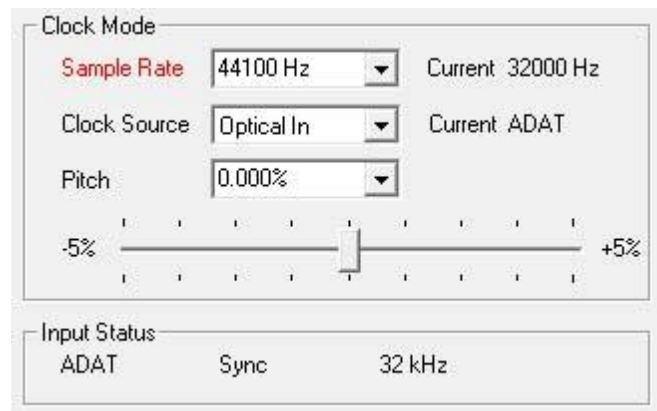 Clock Mode
Sample Rate 44100 Hz Current 32000 Hz
Clock Source Optical In Current ADAT
Pitch 0.000%
-5% +5%
Input Status
ADAT Sync 32 kHz